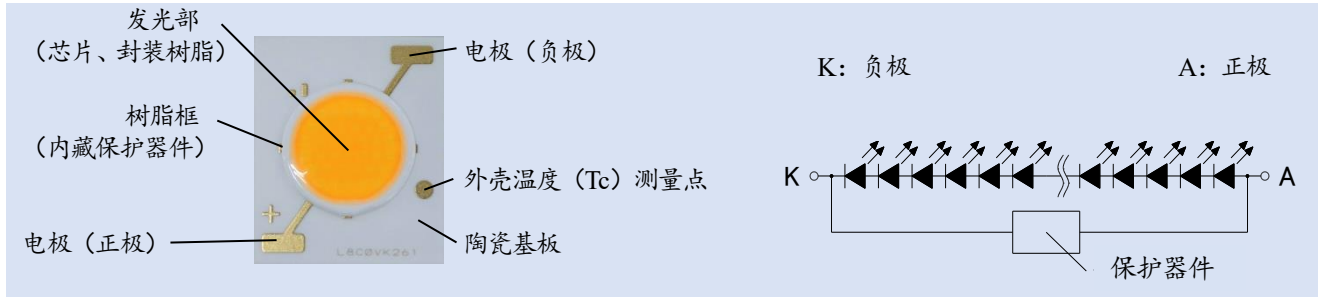 发光部
（芯片、封装树脂）
电极（负极）
树脂框
（内藏保护器件）
外壳温度（Tc）测量点
电极（正极）
陶瓷基板
+
L8C0VK261
K：负极
A：正极
K
A
保护器件